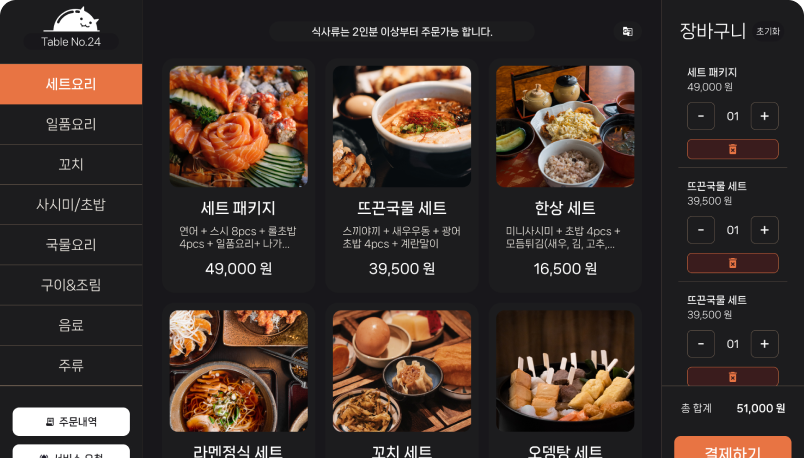 Table No.24
세트요리
일품요리
꼬치
사시미/초밥
국물요리
구이&조림
음료
주류
주문내역
서비스 요청
식사류는 2인분 이상부터 주문가능 합니다.
세트 패키지
연어 + 스시 8pcs + 롤초밥
4pcs + 일품요리+ 나가...
49,000 원
뜨끈국물 세트
스끼야끼 + 새우우동 + 광어
초밥 4pcs + 계란말이
39,500 원
한상 세트
미니사시미 + 초밥 4pcs +
모듬튀김(새우, 김, 고추,...
16,500 원
라멘정식 세트
꼬치 세트
오뎅탕 세트
장바구니
초기화
세트 패키지
49,000 원
- 01 +
뜨끈국물 세트
39,500 원
- 01 +
뜨끈국물 세트
39,500 원
- 01 +
총 합계 51,000 원
결제하기